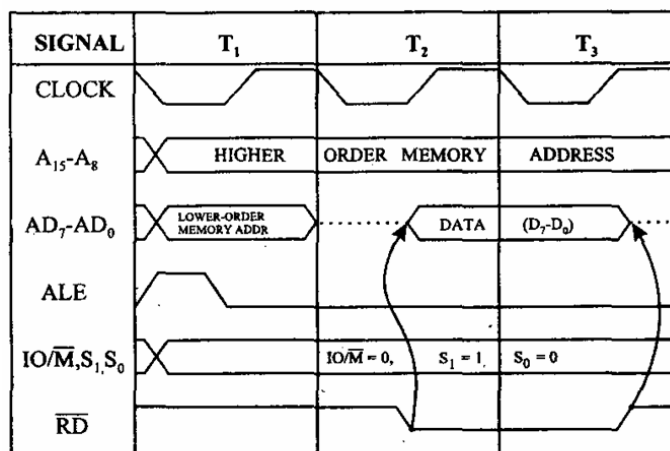 SIGNAL T₁ T₂ T₃
CLOCK
A₁₅-A₈ HIGHER ORDER MEMORY ADDRESS
AD₇-AD₀ LOWER-ORDER MEMORY ADDR DATA (D₇-D₀)
ALE
IO/M̅,S₁,S₀ IO/M̅ = 0, S₁ = 1, S₀ = 0
R̅D̅